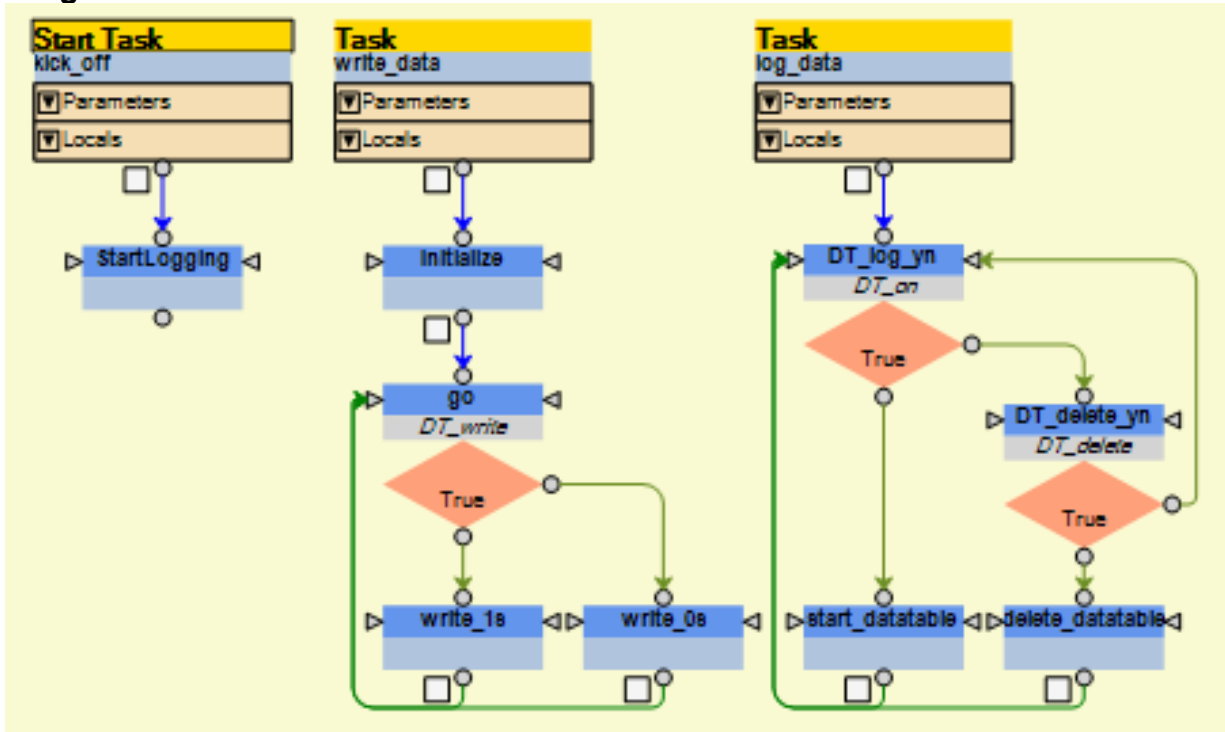 Start Task
kick_off
Parameters
Locals
startLogging
Task
write_data
Parameters
Locals
Initialize
go
DT_write
True
write_1s
write_0s
Task
log_data
Parameters
Locals
DT_log_yn
DT_on
True
DT_delete_yn
DT_delete
True
start_datatable
delete_datatable